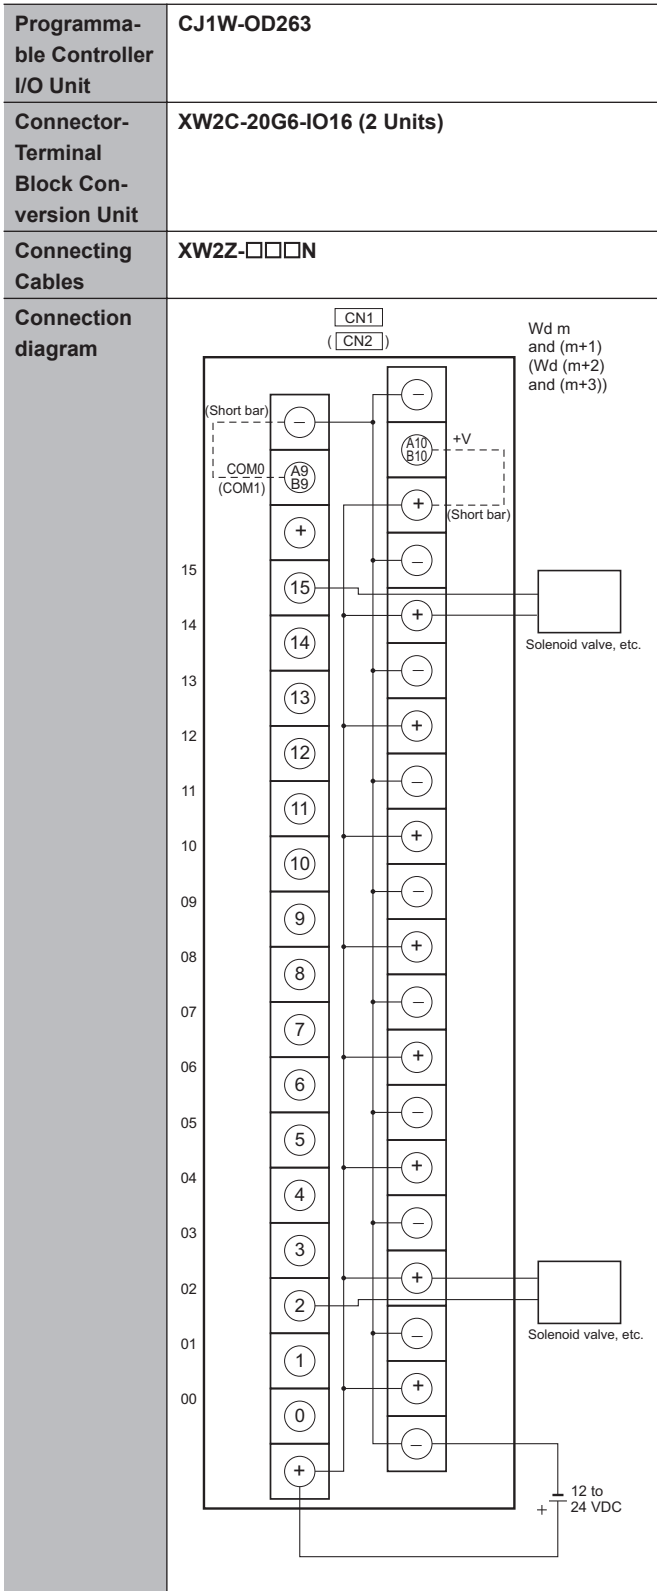 Programma-
ble Controller
I/O Unit
CJ1W-OD263
Connector-
Terminal
Block Con-
version Unit
XW2C-20G6-IO16 (2 Units)
Connecting
Cables
XW2Z-□□□N
Connection
diagram
CN1
( CN2 )
Wd m
and (m+1)
(Wd (m+2)
and (m+3))
(Short bar)
−
−
COM0
(COM1)
A9
B9
A10
B10
+V
+
+
(Short bar)
15
15
−
14
14
+
Solenoid valve, etc.
13
13
−
12
12
+
11
11
−
10
10
+
09
9
−
08
8
+
07
7
−
06
6
+
05
5
−
04
4
+
03
3
−
02
2
+
Solenoid valve, etc.
01
1
−
00
0
+
+
−
+
12 to
24 VDC